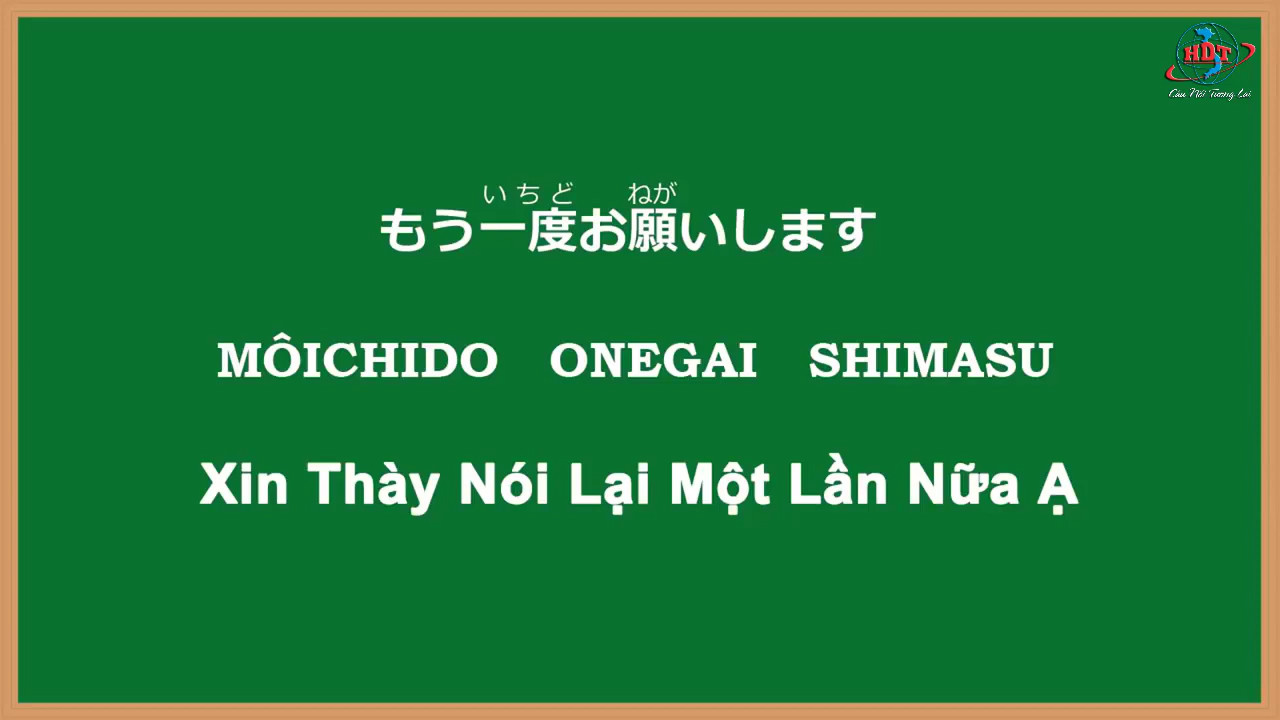 HDT
Cầu Nối Tương Lai
いちど ねが
もう一度お願いします
MÔICHIDO ONEGAI SHIMASU
Xin Thày Nói Lại Một Lần Nữa Ạ